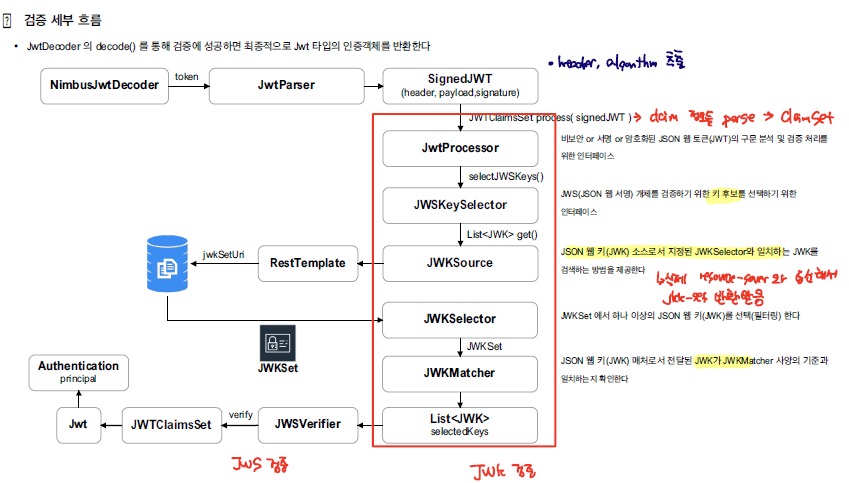 검증 세부 흐름
• JwtDecoder 의 decode() 를 통해 검증에 성공하면 최종적으로 Jwt 타입의 인증객체를 반환한다
NimbusJwtDecoder
token
JwtParser
SignedJWT
(header, payload,signature)
• header, algorithm 추출
JWTClaimsSet process( signedJWT )
→ claim 정보들 parse → ClaimSet
JwtProcessor
비보안 or 서명 or 암호화된 JSON 웹 토큰(JWT)의 구문 분석 및 검증 처리를
위한 인터페이스
selectJWSKeys()
JWSKeySelector
JWS(JSON 웹 서명) 개체를 검증하기 위한 키 후보를 선택하기 위한
인터페이스
List<JWK> get()
jwkSetUri
RestTemplate
JWKSource
JSON 웹 키(JWK) 소스로서 지정된 JWKSelector와 일치하는 JWK를
검색하는 방법을 제공한다
실제 resource-server 와 통신해서
jwk-set 반환받음
JWKSelector
JWKSet 에서 하나 이상의 JSON 웹 키(JWK)를 선택(필터링) 한다
JWKSet
JWKSet
JWKMatcher
JSON 웹 키(JWK) 매처로서 전달된 JWK가 JWKMatcher 사양의 기준과
일치하는지 확인한다
Authentication
principal
Jwt
JWTClaimsSet
verify
JWSVerifier
List<JWK>
selectedKeys
JWS 검증
JWK 검증